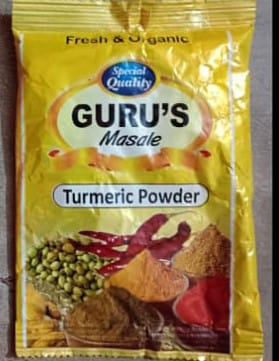 Fresh & Organic
Special
Quality
GURU'S
Masale
Turmeric Powder